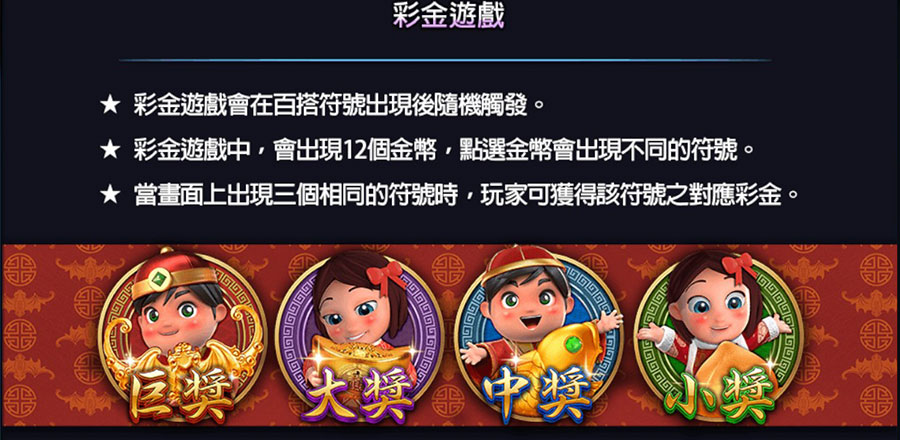 彩金遊戲
★ 彩金遊戲會在百搭符號出現後隨機觸發。
★ 彩金遊戲中，會出現12個金幣，點選金幣會出現不同的符號。
★ 當畫面上出現三個相同的符號時，玩家可獲得該符號之對應彩金。
巨奬 大奬 中奬 小奬